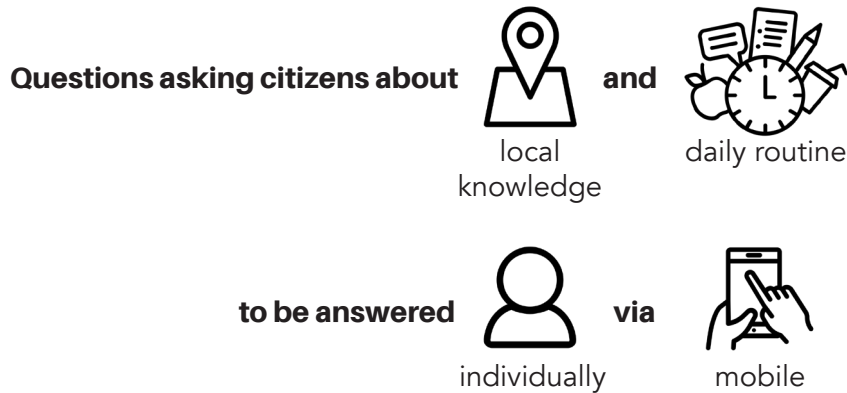 Questions asking citizens about and
local daily routine
knowledge
to be answered via
individually mobile